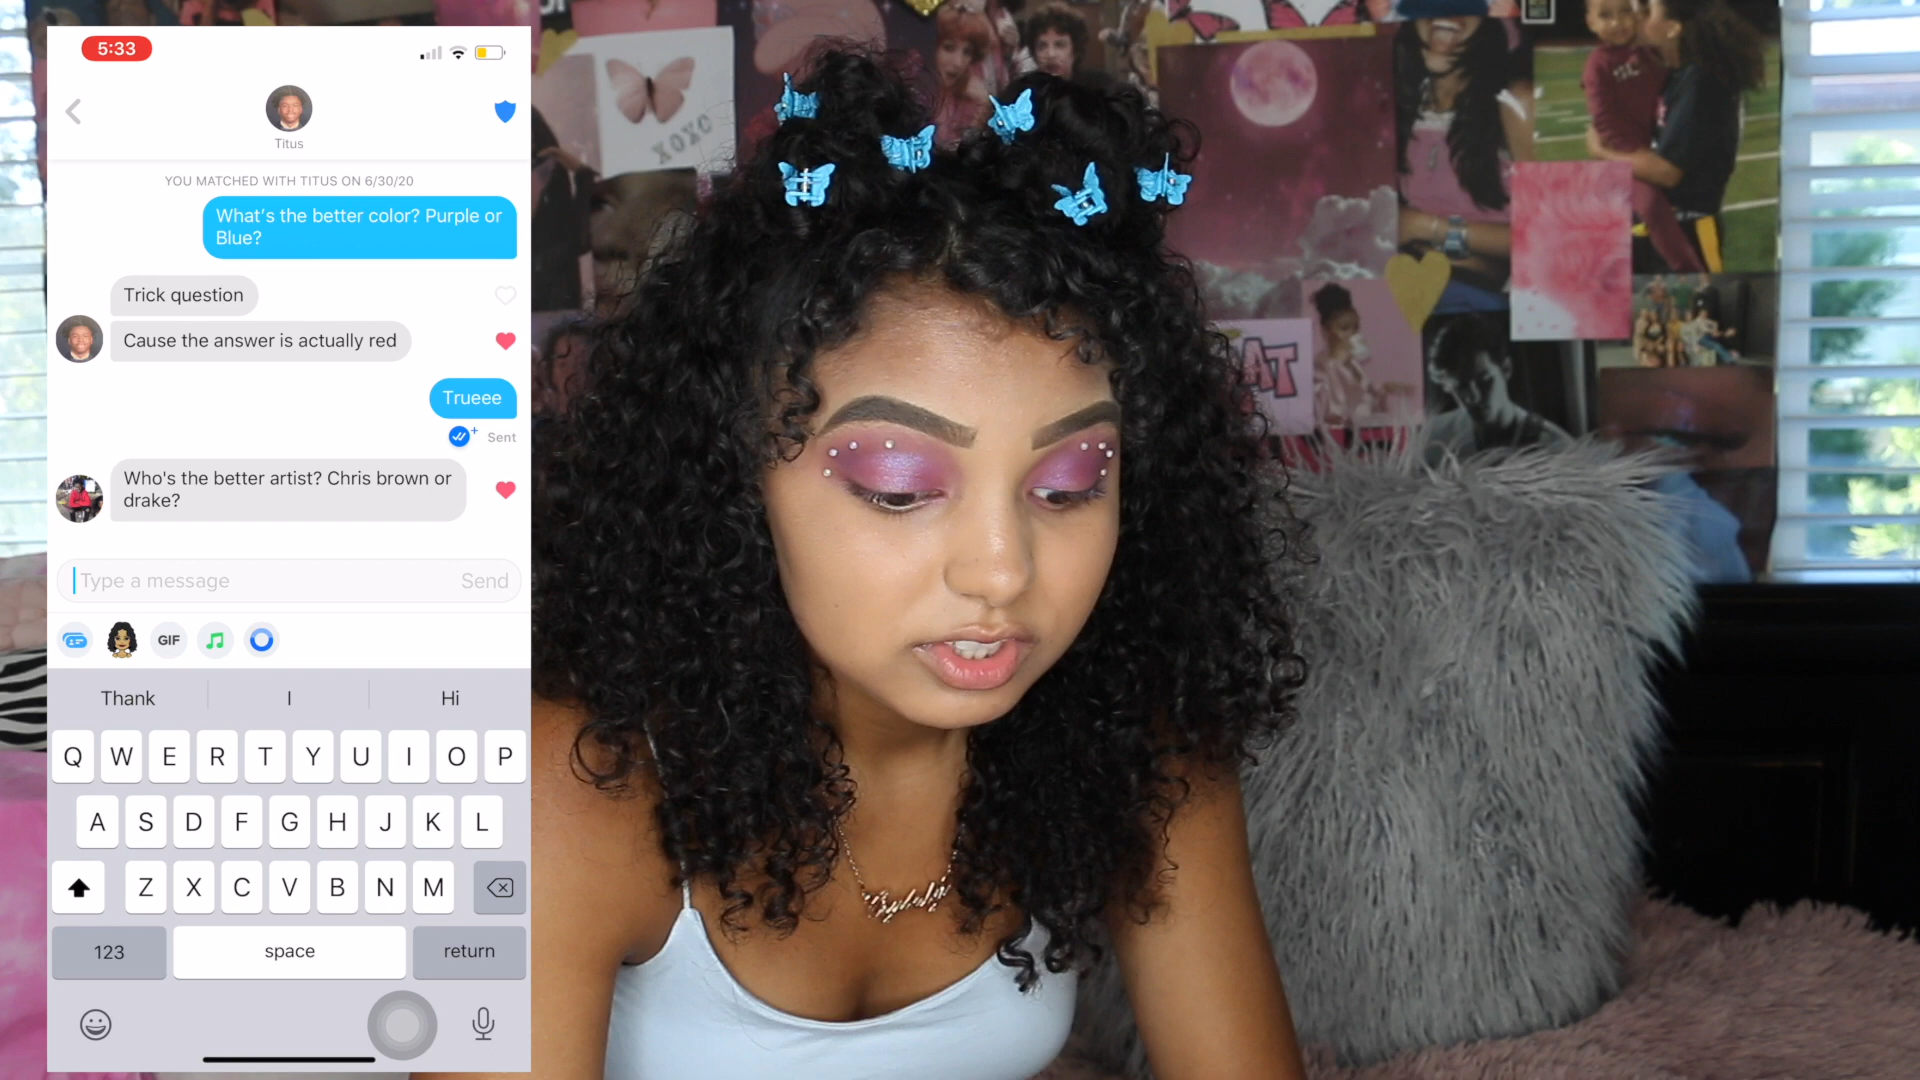 5:33
Titus
YOU MATCHED WITH TITUS ON 6/30/20
What's the better color? Purple or
Blue?
Trick question
Cause the answer is actually red
Trueee
Sent
Who's the better artist? Chris brown or
drake?
Type a message
Send
GIF
Thank
I
Hi
Q W E R T Y U I O P
A S D F G H J K L
Z X C V B N M
123
space
return
XOXO